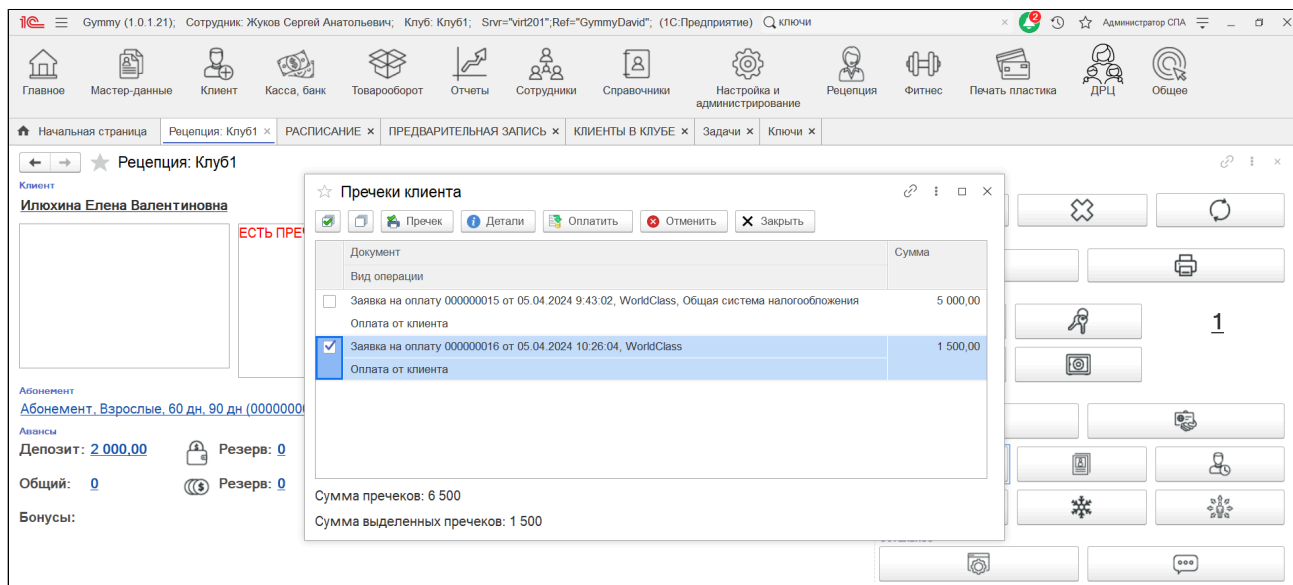 Gymmy (1.0.1.21); Сотрудник: Жуков Сергей Анатольевич; Клуб: Клуб1; Srvr="virt201";Ref="GymmyDavid"; (1С:Предприятие) ключи 2 Администратор СПА
Главное Мастер-данные Клиент Касса, банк Товарооборот Отчеты Сотрудники Справочники Настройка и администрирование Рецепция Фитнес Печать пластика ДРЦ Общее
Начальная страница Рецепция: Клуб1 РАСПИСАНИЕ ПРЕДВАРИТЕЛЬНАЯ ЗАПИСЬ КЛИЕНТЫ В КЛУБЕ Задачи Ключи
Рецепция: Клуб1
Клиент
Илюхина Елена Валентиновна
ЕСТЬ ПРЕ
Пречеки клиента
Пречек Детали Оплатить Отменить Закрыть
Документ Сумма
Вид операции
Заявка на оплату 000000015 от 05.04.2024 9:43:02, WorldClass, Общая система налогообложения 5 000,00
Оплата от клиента
Заявка на оплату 000000016 от 05.04.2024 10:26:04, WorldClass 1 500,00
Оплата от клиента
1
Абонемент
Абонемент, Взрослые, 60 дн, 90 дн (0000000
Авансы
Депозит: 2 000,00 Резерв: 0
Общий: 0 Резерв: 0
Бонусы:
Сумма пречеков: 6 500
Сумма выделенных пречеков: 1 500